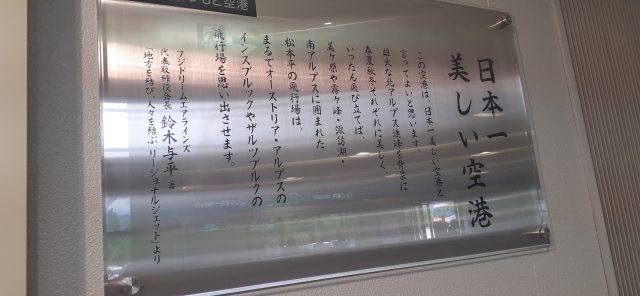 もと空港
日本一
美しい空港
この空港は、日本一美しい空港と
言ってよいと思います。
雄大な北アルプス連峰を背景に
春夏秋冬それぞれに美しく、
いったん飛び立てば、
美ヶ原や霧ヶ峰・諏訪湖・
南アルプスに囲まれた
松本平の飛行場は、
まるでオーストリア・アルプスの
インスブルックやザルツブルクの
飛行場を思い出させます。
フジドリームエアラインズ
代表取締役会長 鈴木与平 著
「地方を結び、人々を結ぶリージョナルジェット」より